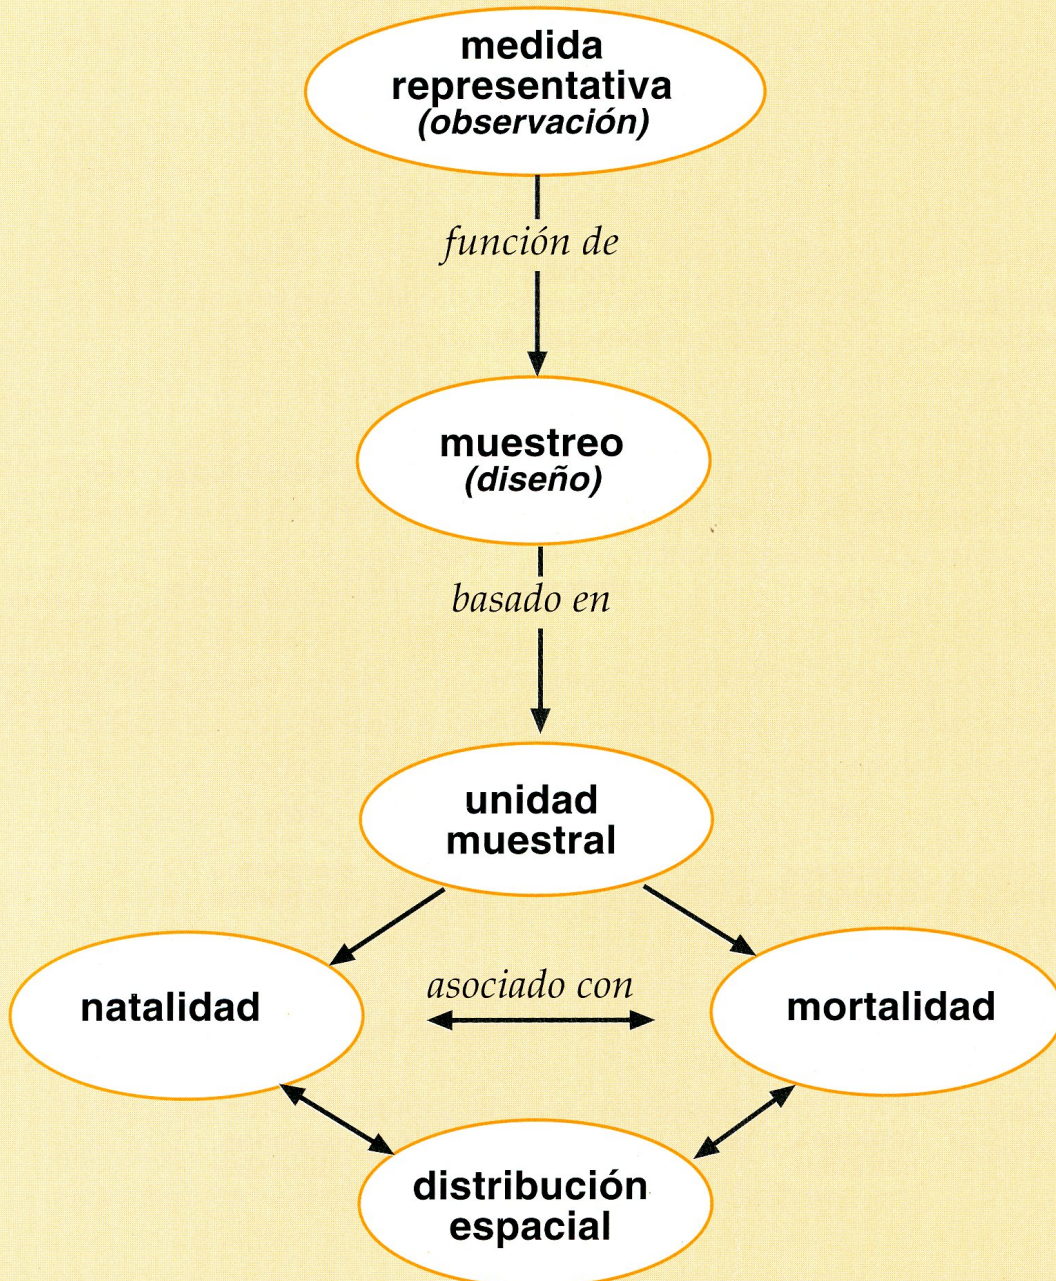 medida
representativa
(observación)
función de
muestreo
(diseño)
basado en
unidad
muestral
natalidad
asociado con
mortalidad
distribución
espacial